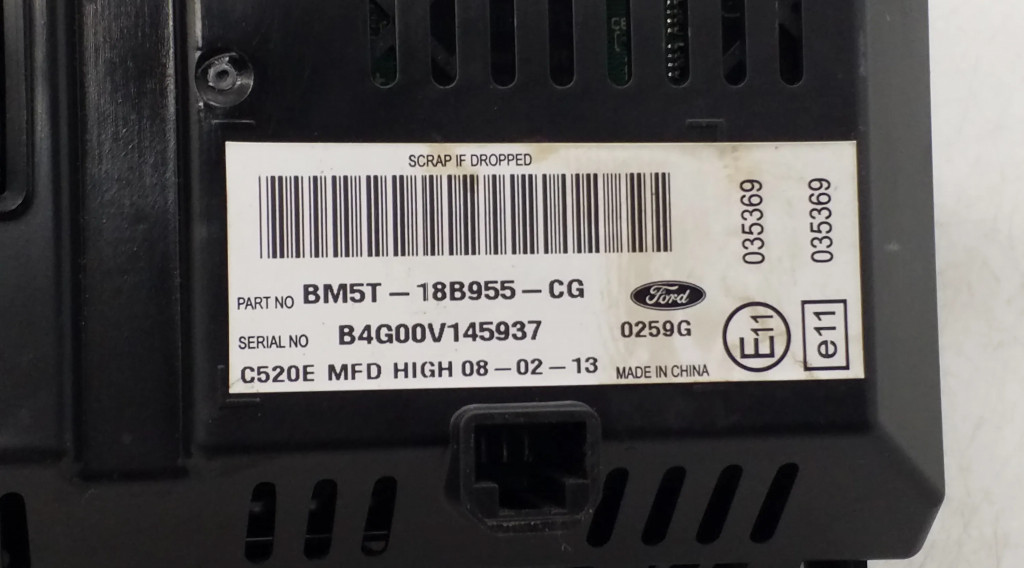 SCRAP IF DROPPED
PART NO BM5T-18B955-CG
Ford
SERIAL NO B4G00V145937
0259G
C520E MFD HIGH 08-02-13
MADE IN CHINA
035369
E11
035369
e11